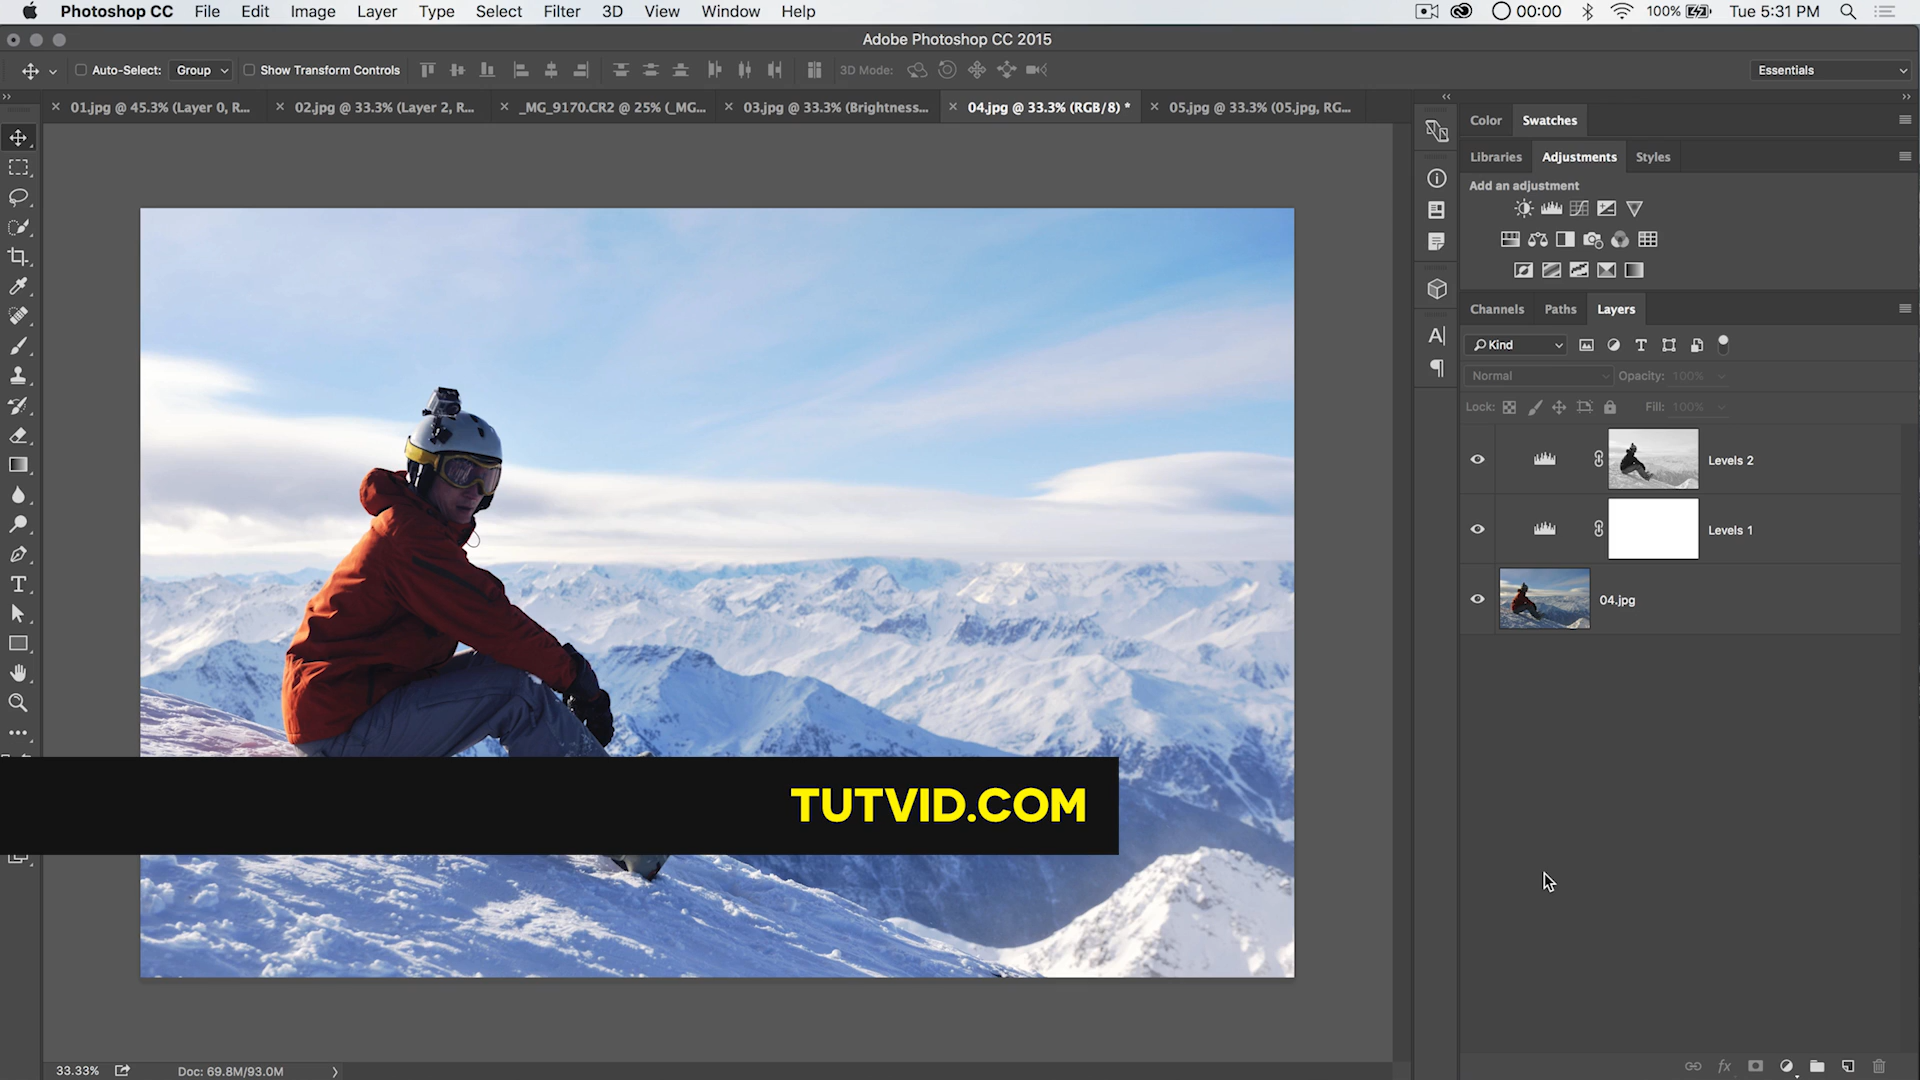 Photoshop CC File Edit Image Layer Type Select Filter 3D View Window Help 00:00 100% Tue 5:31 PM
Adobe Photoshop CC 2015
Auto-Select: Group Show Transform Controls 3D Mode: Essentials
01.jpg @ 45.3% (Layer 0, R... 02.jpg @ 33.3% (Layer 2, R... _MG_9170.CR2 @ 25% (_MG... 03.jpg @ 33.3% (Brightness... 04.jpg @ 33.3% (RGB/8) * 05.jpg @ 33.3% (05.jpg, RG...
Color Swatches
Libraries Adjustments Styles
Add an adjustment
Channels Paths Layers
Kind
Normal Opacity: 100%
Lock: Fill: 100%
Levels 2
Levels 1
04.jpg
TUTVID.COM
33.33% Doc: 69.8M/93.0M